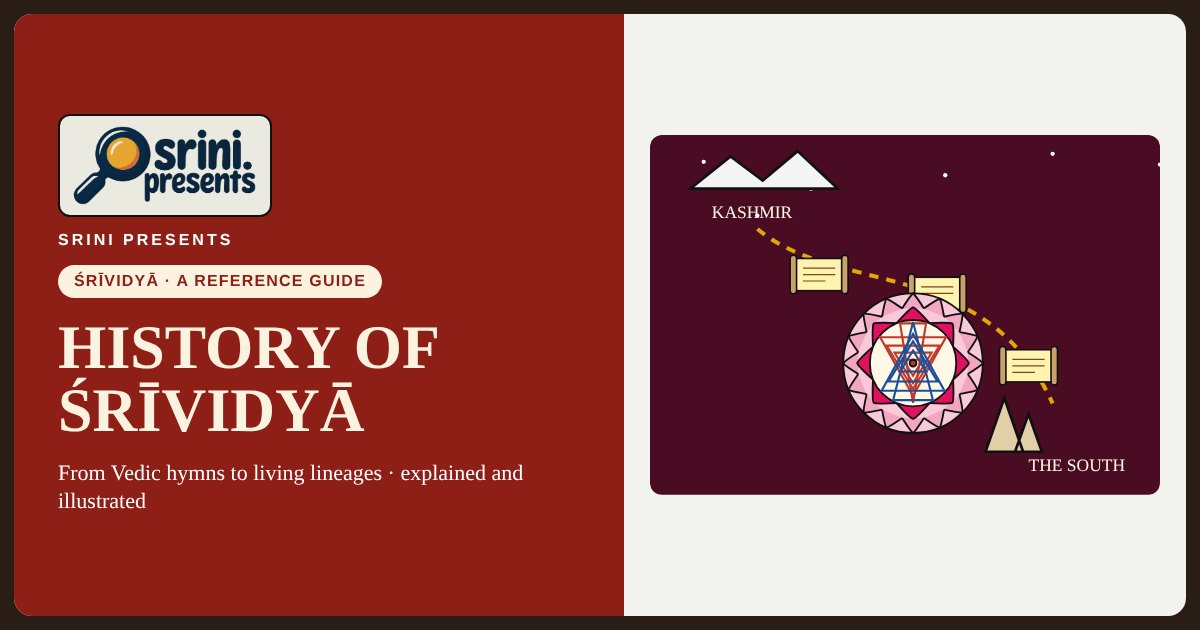 srini.
presents
SRINI PRESENTS
ŚRĪVIDYĀ · A REFERENCE GUIDE
HISTORY OF
ŚRĪVIDYĀ
From Vedic hymns to living lineages · explained and
illustrated
KASHMIR
THE SOUTH